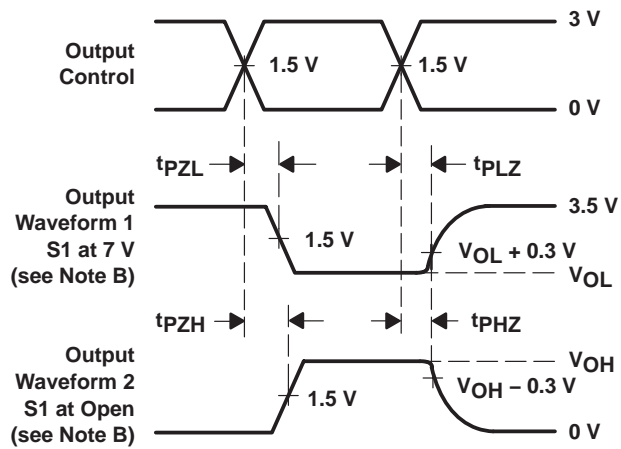 3 V
Output
Control
1.5 V
1.5 V
0 V
tPZL
tPLZ
Output
Waveform 1
S1 at 7 V
(see Note B)
3.5 V
1.5 V
VOL + 0.3 V
VOL
tPZH
tPHZ
Output
Waveform 2
S1 at Open
(see Note B)
VOH
1.5 V
VOH – 0.3 V
0 V